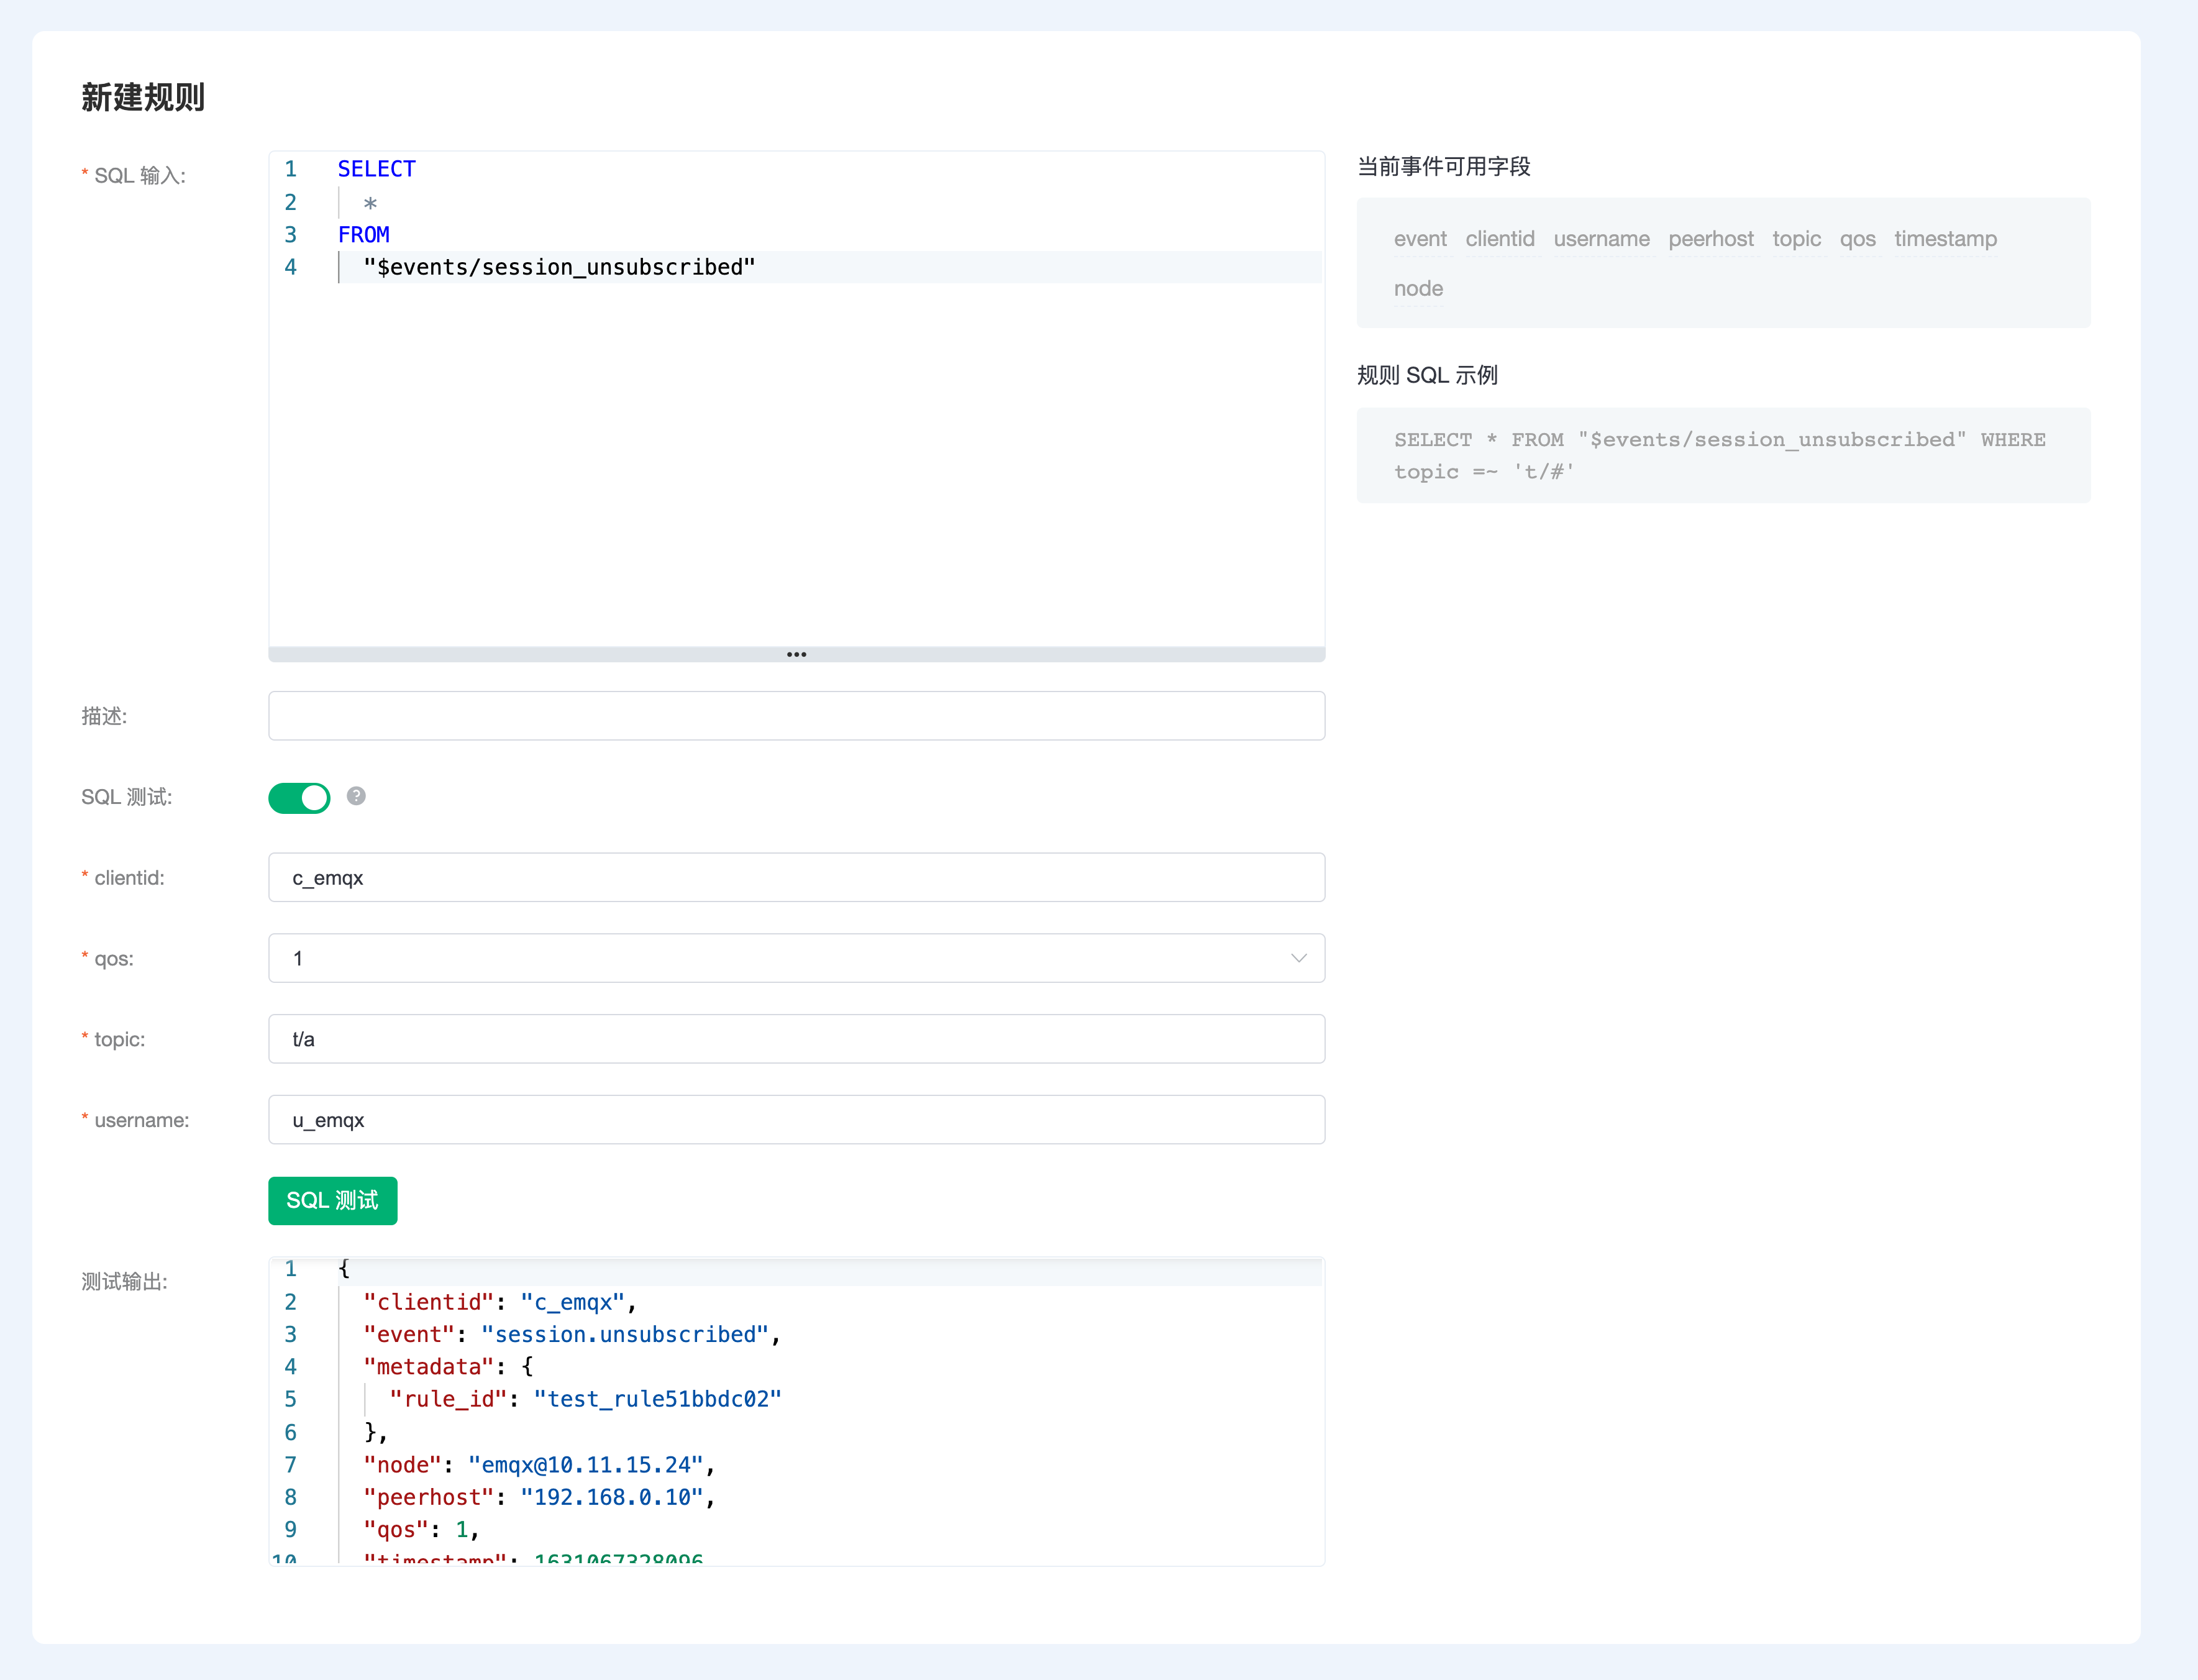 新建规则
* SQL 输入:
1 SELECT
2 *
3 FROM
4 "$events/session_unsubscribed"
当前事件可用字段
event clientid username peerhost topic qos timestamp
node
规则 SQL 示例
SELECT * FROM "$events/session_unsubscribed" WHERE
topic =~ 't/#'
描述:
SQL 测试:
* clientid: c_emqx
* qos: 1
* topic: t/a
* username: u_emqx
SQL 测试
测试输出:
1 {
2 "clientid": "c_emqx",
3 "event": "session.unsubscribed",
4 "metadata": {
5 "rule_id": "test_rule51bbdc02"
6 },
7 "node": "emqx@10.11.15.24",
8 "peerhost": "192.168.0.10",
9 "qos": 1,
10 "timestamp": 1631067328096